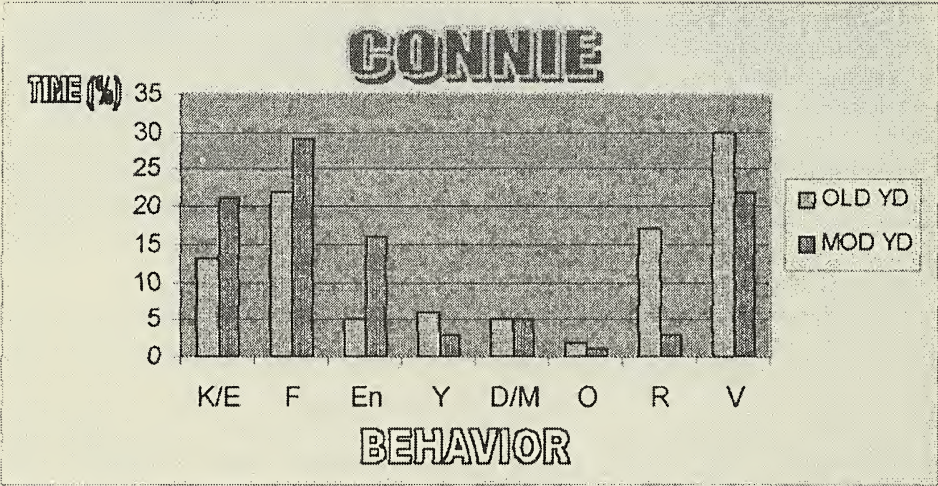 CONNIE
TIME (%)
35
30
25
20
15
10
5
0
K/E F En Y D/M O R V
BEHAVIOR
OLD YD
MOD YD